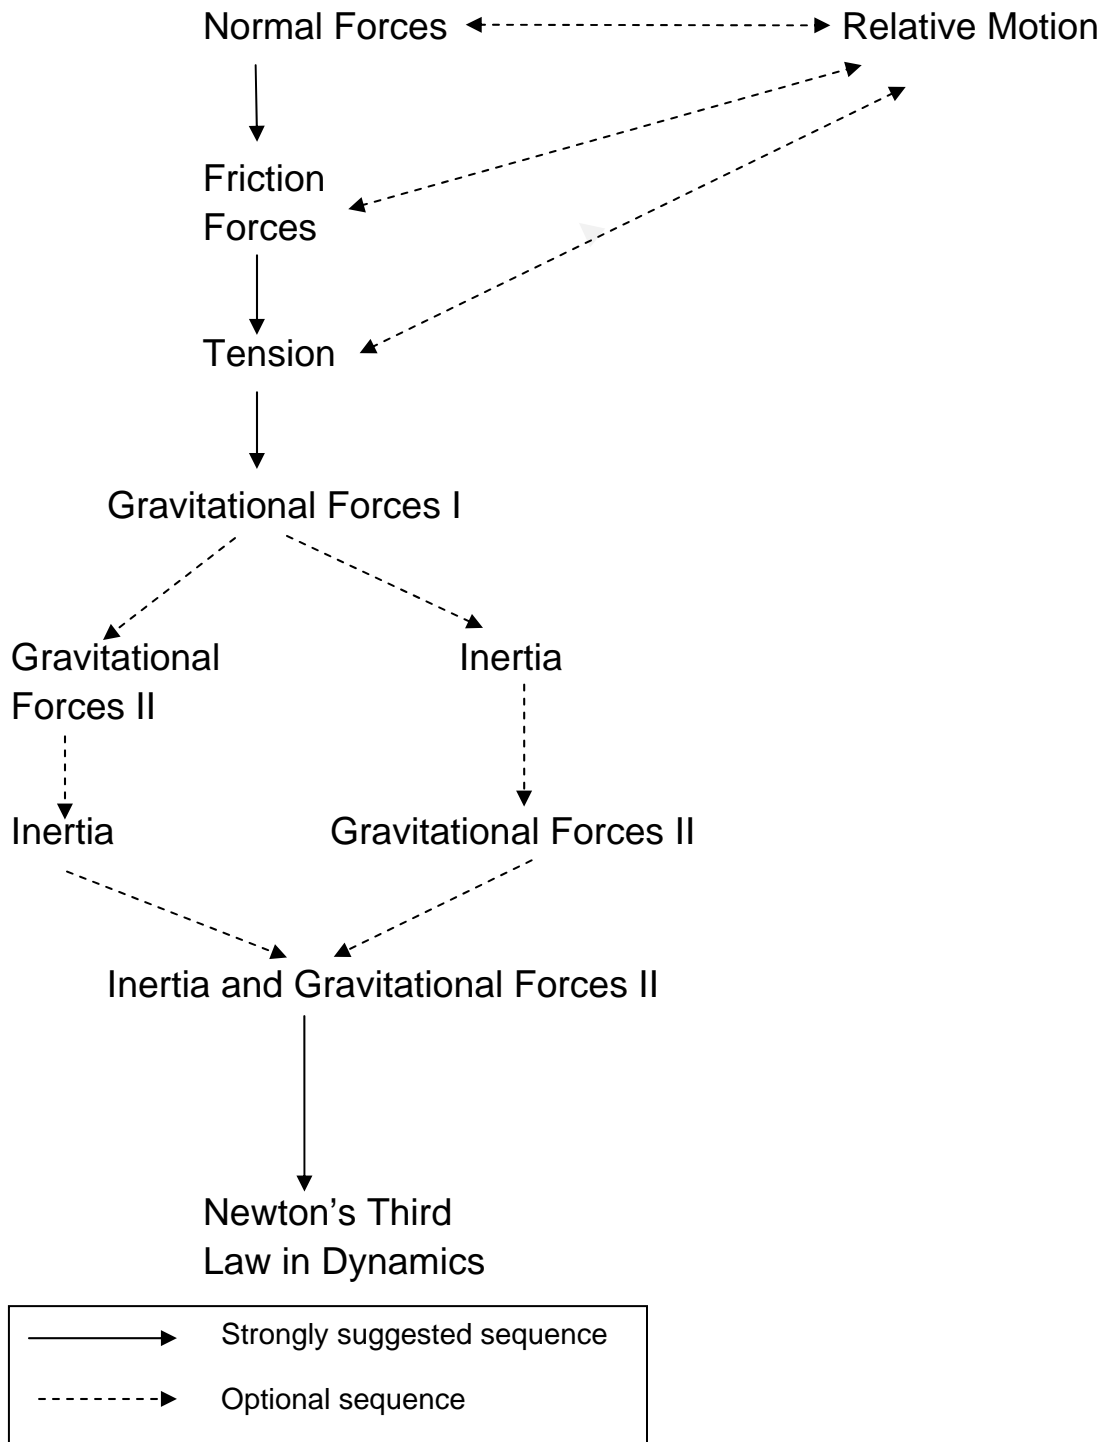 Normal Forces
Relative Motion
Friction
Forces
Tension
Gravitational Forces I
Gravitational
Forces II
Inertia
Inertia
Gravitational Forces II
Inertia and Gravitational Forces II
Newton’s Third
Law in Dynamics
Strongly suggested sequence
Optional sequence